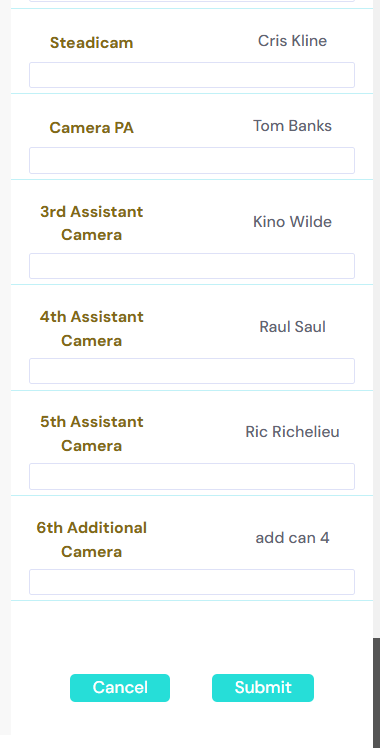 Steadicam Cris Kline
Camera PA Tom Banks
3rd Assistant
Camera
Kino Wilde
4th Assistant
Camera
Raul Saul
5th Assistant
Camera
Ric Richelieu
6th Additional
Camera
add can 4
Cancel Submit